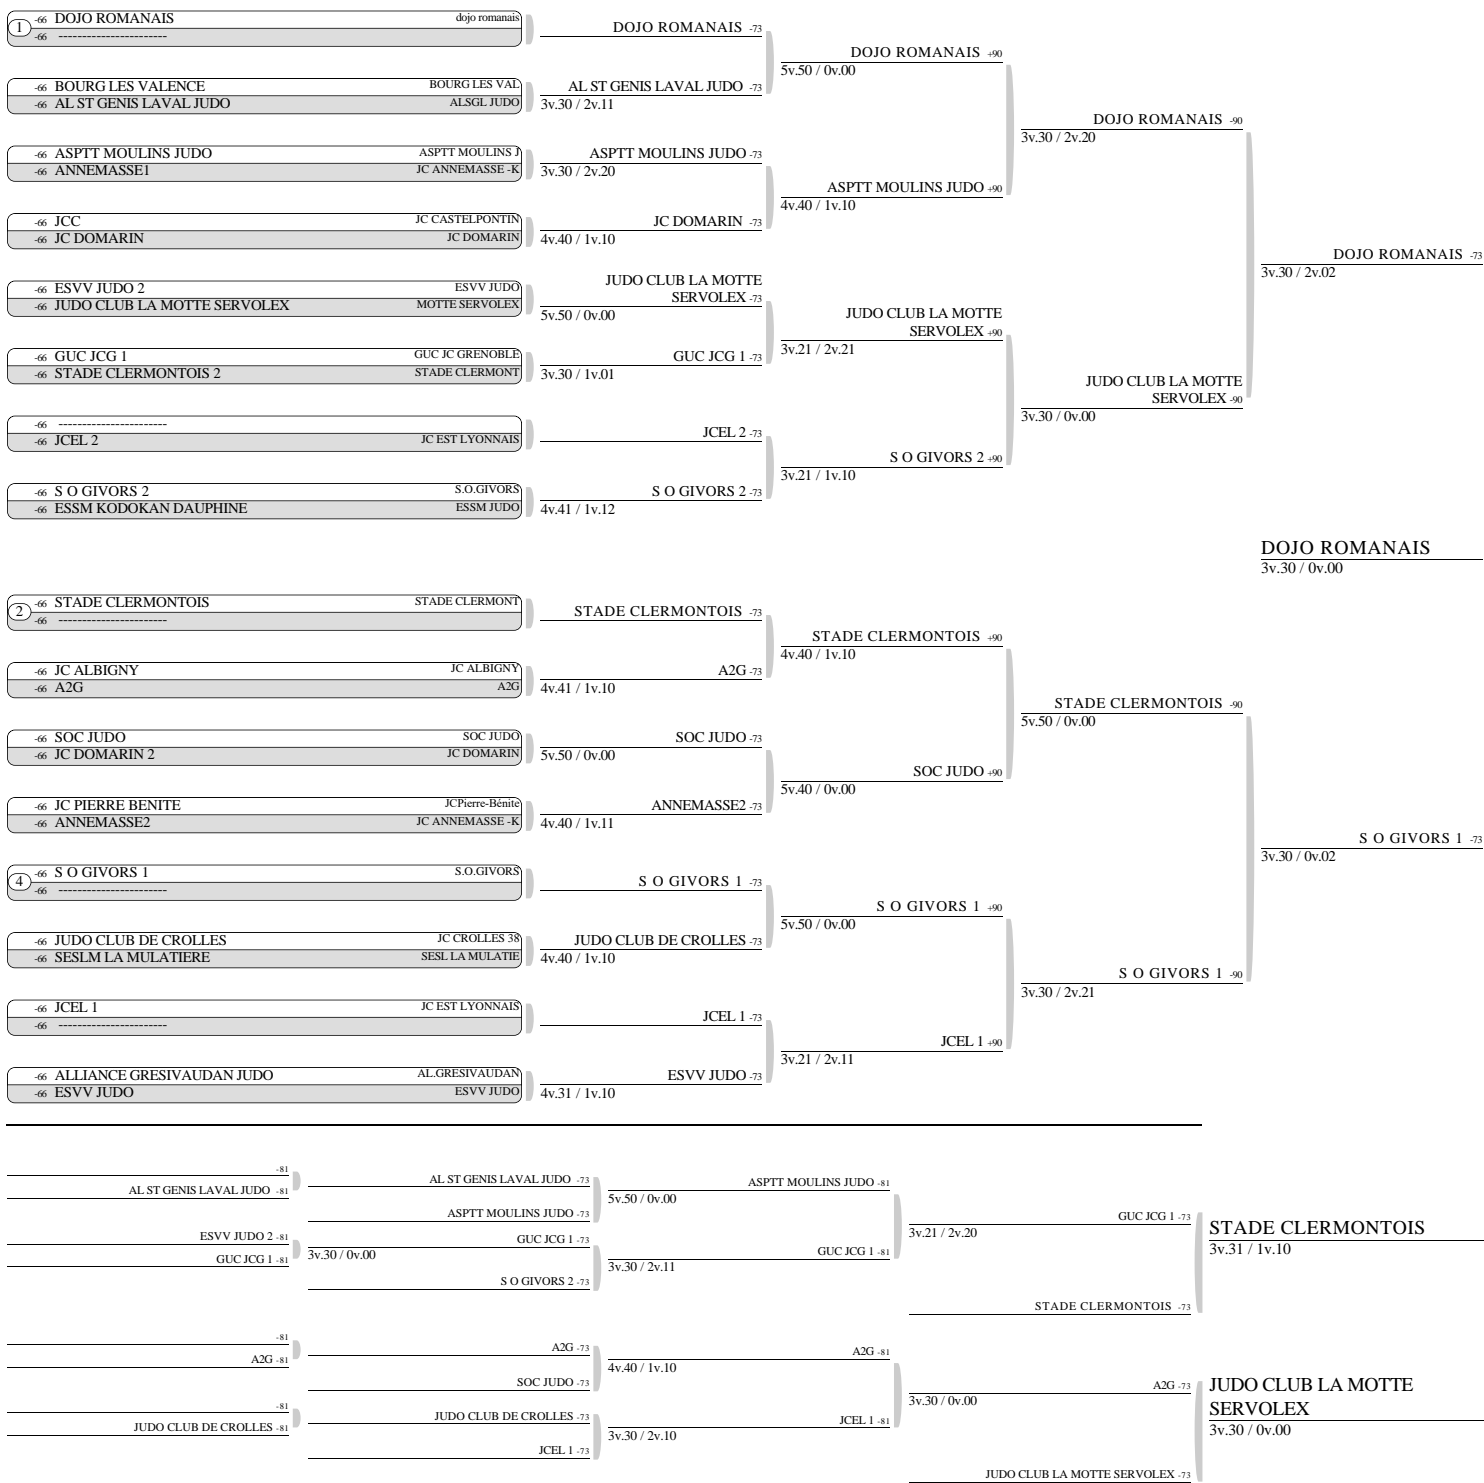 1 -66 DOJO ROMANAIS dojo romanais
-66 -----------------------
DOJO ROMANAIS -73
-66 BOURG LES VALENCE BOURG LES VAL
-66 AL ST GENIS LAVAL JUDO ALSGL JUDO
AL ST GENIS LAVAL JUDO -73
3v.30 / 2v.11
DOJO ROMANAIS +90
5v.50 / 0v.00
-66 ASPTT MOULINS JUDO ASPTT MOULINS J
-66 ANNEMASSE1 JC ANNEMASSE -K
ASPTT MOULINS JUDO -73
3v.30 / 2v.20
-66 JCC JC CASTELPONTIN
-66 JC DOMARIN JC DOMARIN
JC DOMARIN -73
4v.40 / 1v.10
ASPTT MOULINS JUDO +90
4v.40 / 1v.10
DOJO ROMANAIS -90
3v.30 / 2v.20
-66 ESVV JUDO 2 ESVV JUDO
-66 JUDO CLUB LA MOTTE SERVOLEX MOTTE SERVOLEX
JUDO CLUB LA MOTTE
SERVOLEX -73
5v.50 / 0v.00
-66 GUC JCG 1 GUC JC GRENOBLE
-66 STADE CLERMONTOIS 2 STADE CLERMONT
GUC JCG 1 -73
3v.30 / 1v.01
JUDO CLUB LA MOTTE
SERVOLEX +90
3v.21 / 2v.21
-66 -----------------------
-66 JCEL 2 JC EST LYONNAIS
JCEL 2 -73
-66 S O GIVORS 2 S.O.GIVORS
-66 ESSM KODOKAN DAUPHINE ESSM JUDO
S O GIVORS 2 -73
4v.41 / 1v.12
S O GIVORS 2 +90
3v.21 / 1v.10
JUDO CLUB LA MOTTE
SERVOLEX -90
3v.30 / 0v.00
DOJO ROMANAIS -73
3v.30 / 2v.02
DOJO ROMANAIS
3v.30 / 0v.00
2 -66 STADE CLERMONTOIS STADE CLERMONT
-66 -----------------------
STADE CLERMONTOIS -73
-66 JC ALBIGNY JC ALBIGNY
-66 A2G A2G
A2G -73
4v.41 / 1v.10
STADE CLERMONTOIS +90
4v.40 / 1v.10
-66 SOC JUDO SOC JUDO
-66 JC DOMARIN 2 JC DOMARIN
SOC JUDO -73
5v.50 / 0v.00
-66 JC PIERRE BENITE JCPierre-Bénite
-66 ANNEMASSE2 JC ANNEMASSE -K
ANNEMASSE2 -73
4v.40 / 1v.11
SOC JUDO +90
5v.40 / 0v.00
STADE CLERMONTOIS -90
5v.50 / 0v.00
4 -66 S O GIVORS 1 S.O.GIVORS
-66 -----------------------
S O GIVORS 1 -73
-66 JUDO CLUB DE CROLLES JC CROLLES 38
-66 SESLM LA MULATIERE SESL LA MULATIE
JUDO CLUB DE CROLLES -73
4v.40 / 1v.10
S O GIVORS 1 +90
5v.50 / 0v.00
-66 JCEL 1 JC EST LYONNAIS
-66 -----------------------
JCEL 1 -73
-66 ALLIANCE GRESIVAUDAN JUDO AL.GRESIVAUDAN
-66 ESVV JUDO ESVV JUDO
ESVV JUDO -73
4v.31 / 1v.10
JCEL 1 +90
3v.21 / 2v.11
S O GIVORS 1 -90
3v.30 / 2v.21
S O GIVORS 1 -73
3v.30 / 0v.02
-81
AL ST GENIS LAVAL JUDO -81
AL ST GENIS LAVAL JUDO -73
ASPTT MOULINS JUDO -73
ASPTT MOULINS JUDO -81
5v.50 / 0v.00
ESVV JUDO 2 -81
GUC JCG 1 -81
GUC JCG 1 -73
3v.30 / 0v.00
S O GIVORS 2 -73
GUC JCG 1 -81
3v.30 / 2v.11
GUC JCG 1 -73
3v.21 / 2v.20
STADE CLERMONTOIS -73
STADE CLERMONTOIS
3v.31 / 1v.10
-81
A2G -81
A2G -73
SOC JUDO -73
A2G -81
4v.40 / 1v.10
-81
JUDO CLUB DE CROLLES -81
JUDO CLUB DE CROLLES -73
JCEL 1 -73
JCEL 1 -81
3v.30 / 2v.10
A2G -73
3v.30 / 0v.00
JUDO CLUB LA MOTTE SERVOLEX -73
JUDO CLUB LA MOTTE
SERVOLEX
3v.30 / 0v.00